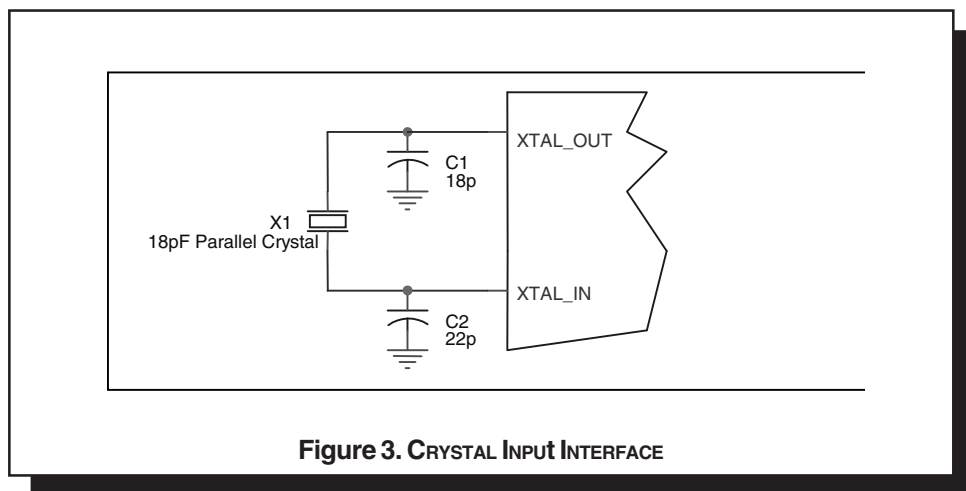 XTAL_OUT
C1
18p
X1
18pF Parallel Crystal
XTAL_IN
C2
22p
Figure 3. CRYSTAL INPUt INTERFACE